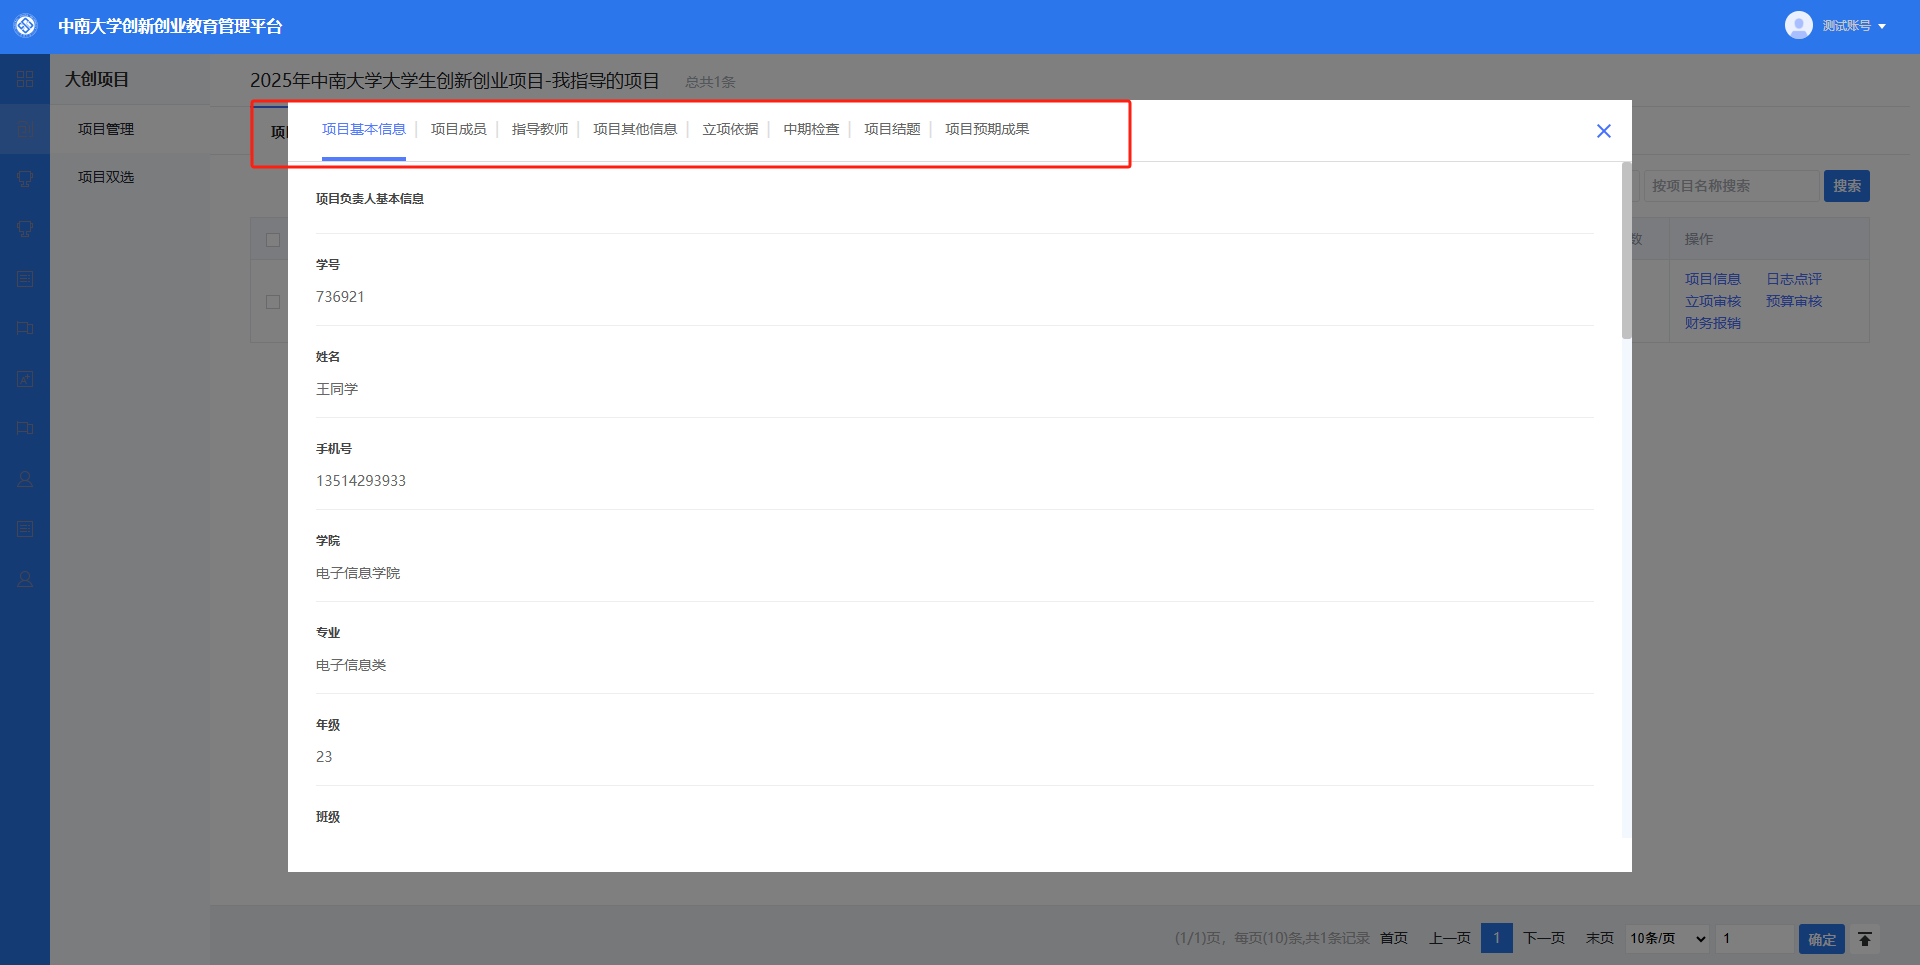 中南大学创新创业教育管理平台
测试账号
大创项目
项目管理
项目双选
2025年中南大学大学生创新创业项目-我指导的项目 总共1条
项目基本信息 项目成员 指导教师 项目其他信息 立项依据 中期检查 项目结题 项目预期成果
按项目名称搜索 搜索
数 操作
项目信息 日志点评
立项审核 预算审核
财务报销
项目负责人基本信息
学号
736921
姓名
王同学
手机号
13514293933
学院
电子信息学院
专业
电子信息类
年级
23
班级
(1/1)页，每页(10)条,共1条记录 首页 上一页 1 下一页 末页 10条/页 1 确定